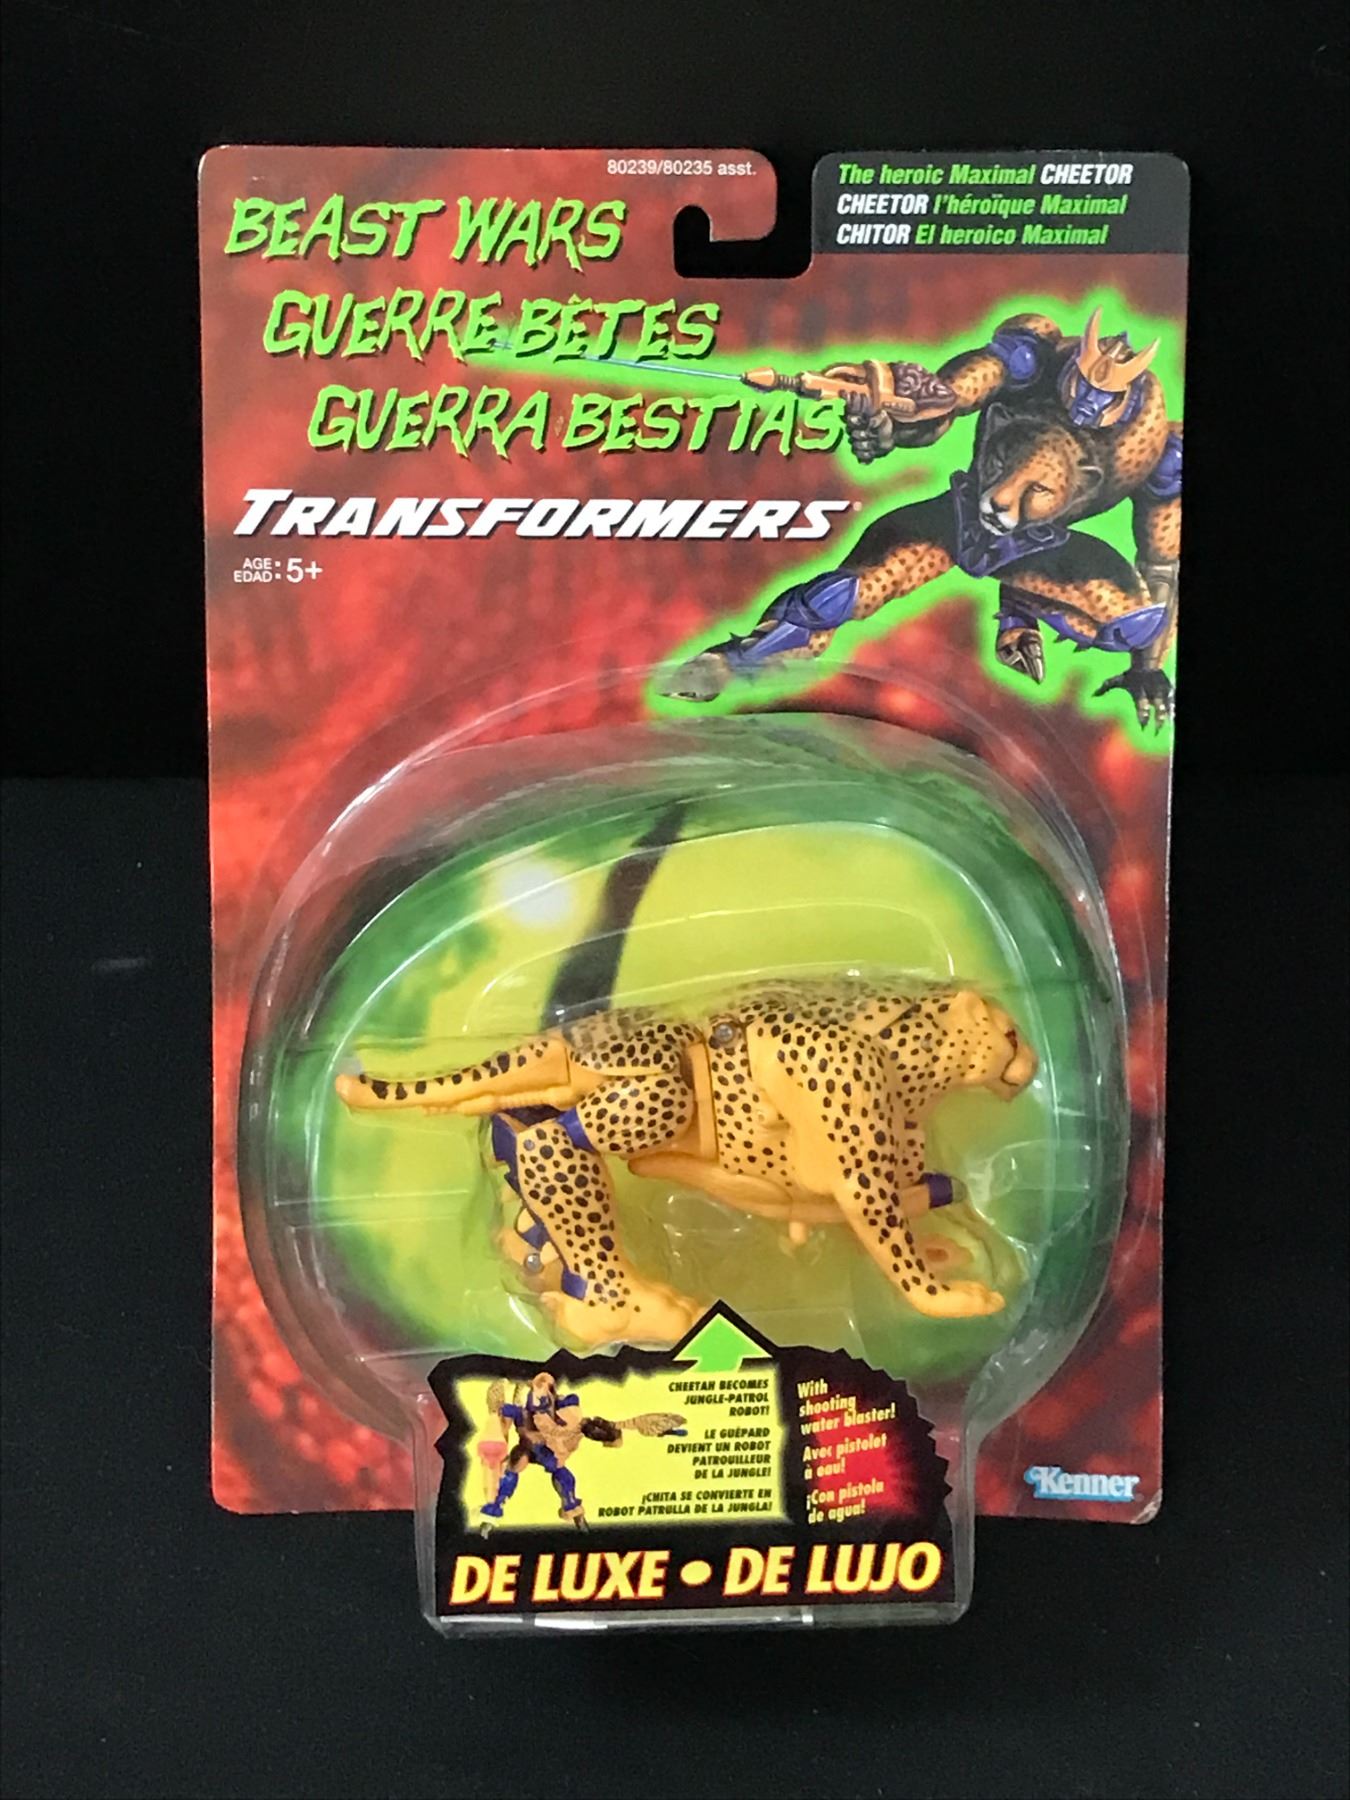 80239/80235 asst.
The heroic Maximal CHEETOR
CHEETOR l'héroïque Maximal
CHITOR El heroico Maximal
BEAST WARS
GUERRE BÊTES
GUERRA BESTIAS
TRANSFORMERS
AGE:
EDAD: 5+
CHEETAH BECOMES
JUNGLE-PATROL
ROBOT!
LE GUÉPARD
DEVIENT UN ROBOT
PATROUILLEUR
DE LA JUNGLE!
¡CHITA SE CONVIERTE EN
ROBOT PATRULLA DE LA JUNGLA!
With
shooting
water blaster!
Avec pistolet
à eau!
¡Con pistola
de agua!
Kenner
DE LUXE • DE LUJO